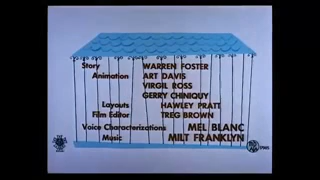 Story WARREN FOSTER
Animation ART DAVIS
VIRGIL ROSS
GERRY CHINIQUY
Layouts HAWLEY PRATT
Film Editor TREG BROWN
Voice Characterizations MEL BLANC
Music MILT FRANKLYN